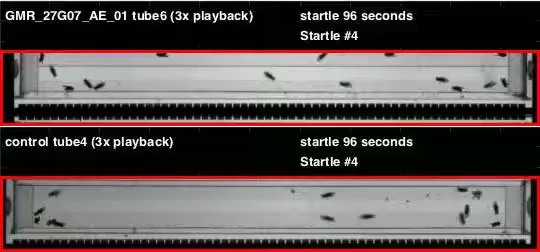 GMR_27G07_AE_01 tube6 (3x playback)
startle 96 seconds
Startle #4
control tube4 (3x playback)
startle 96 seconds
Startle #4